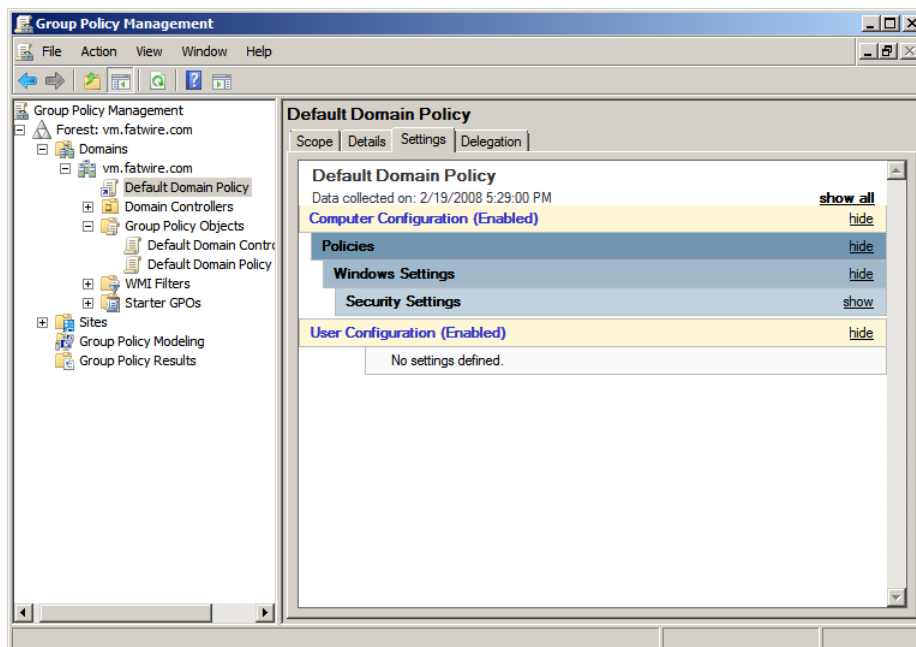 Group Policy Management
File Action View Window Help
Group Policy Management
Forest: vm.fatwire.com
Domains
vm.fatwire.com
Default Domain Policy
Domain Controllers
Group Policy Objects
Default Domain Contro
Default Domain Policy
WMI Filters
Starter GPOs
Sites
Group Policy Modeling
Group Policy Results
Default Domain Policy
Scope Details Settings Delegation
Default Domain Policy
Data collected on: 2/19/2008 5:29:00 PM show all
Computer Configuration (Enabled) hide
Policies hide
Windows Settings hide
Security Settings show
User Configuration (Enabled) hide
No settings defined.